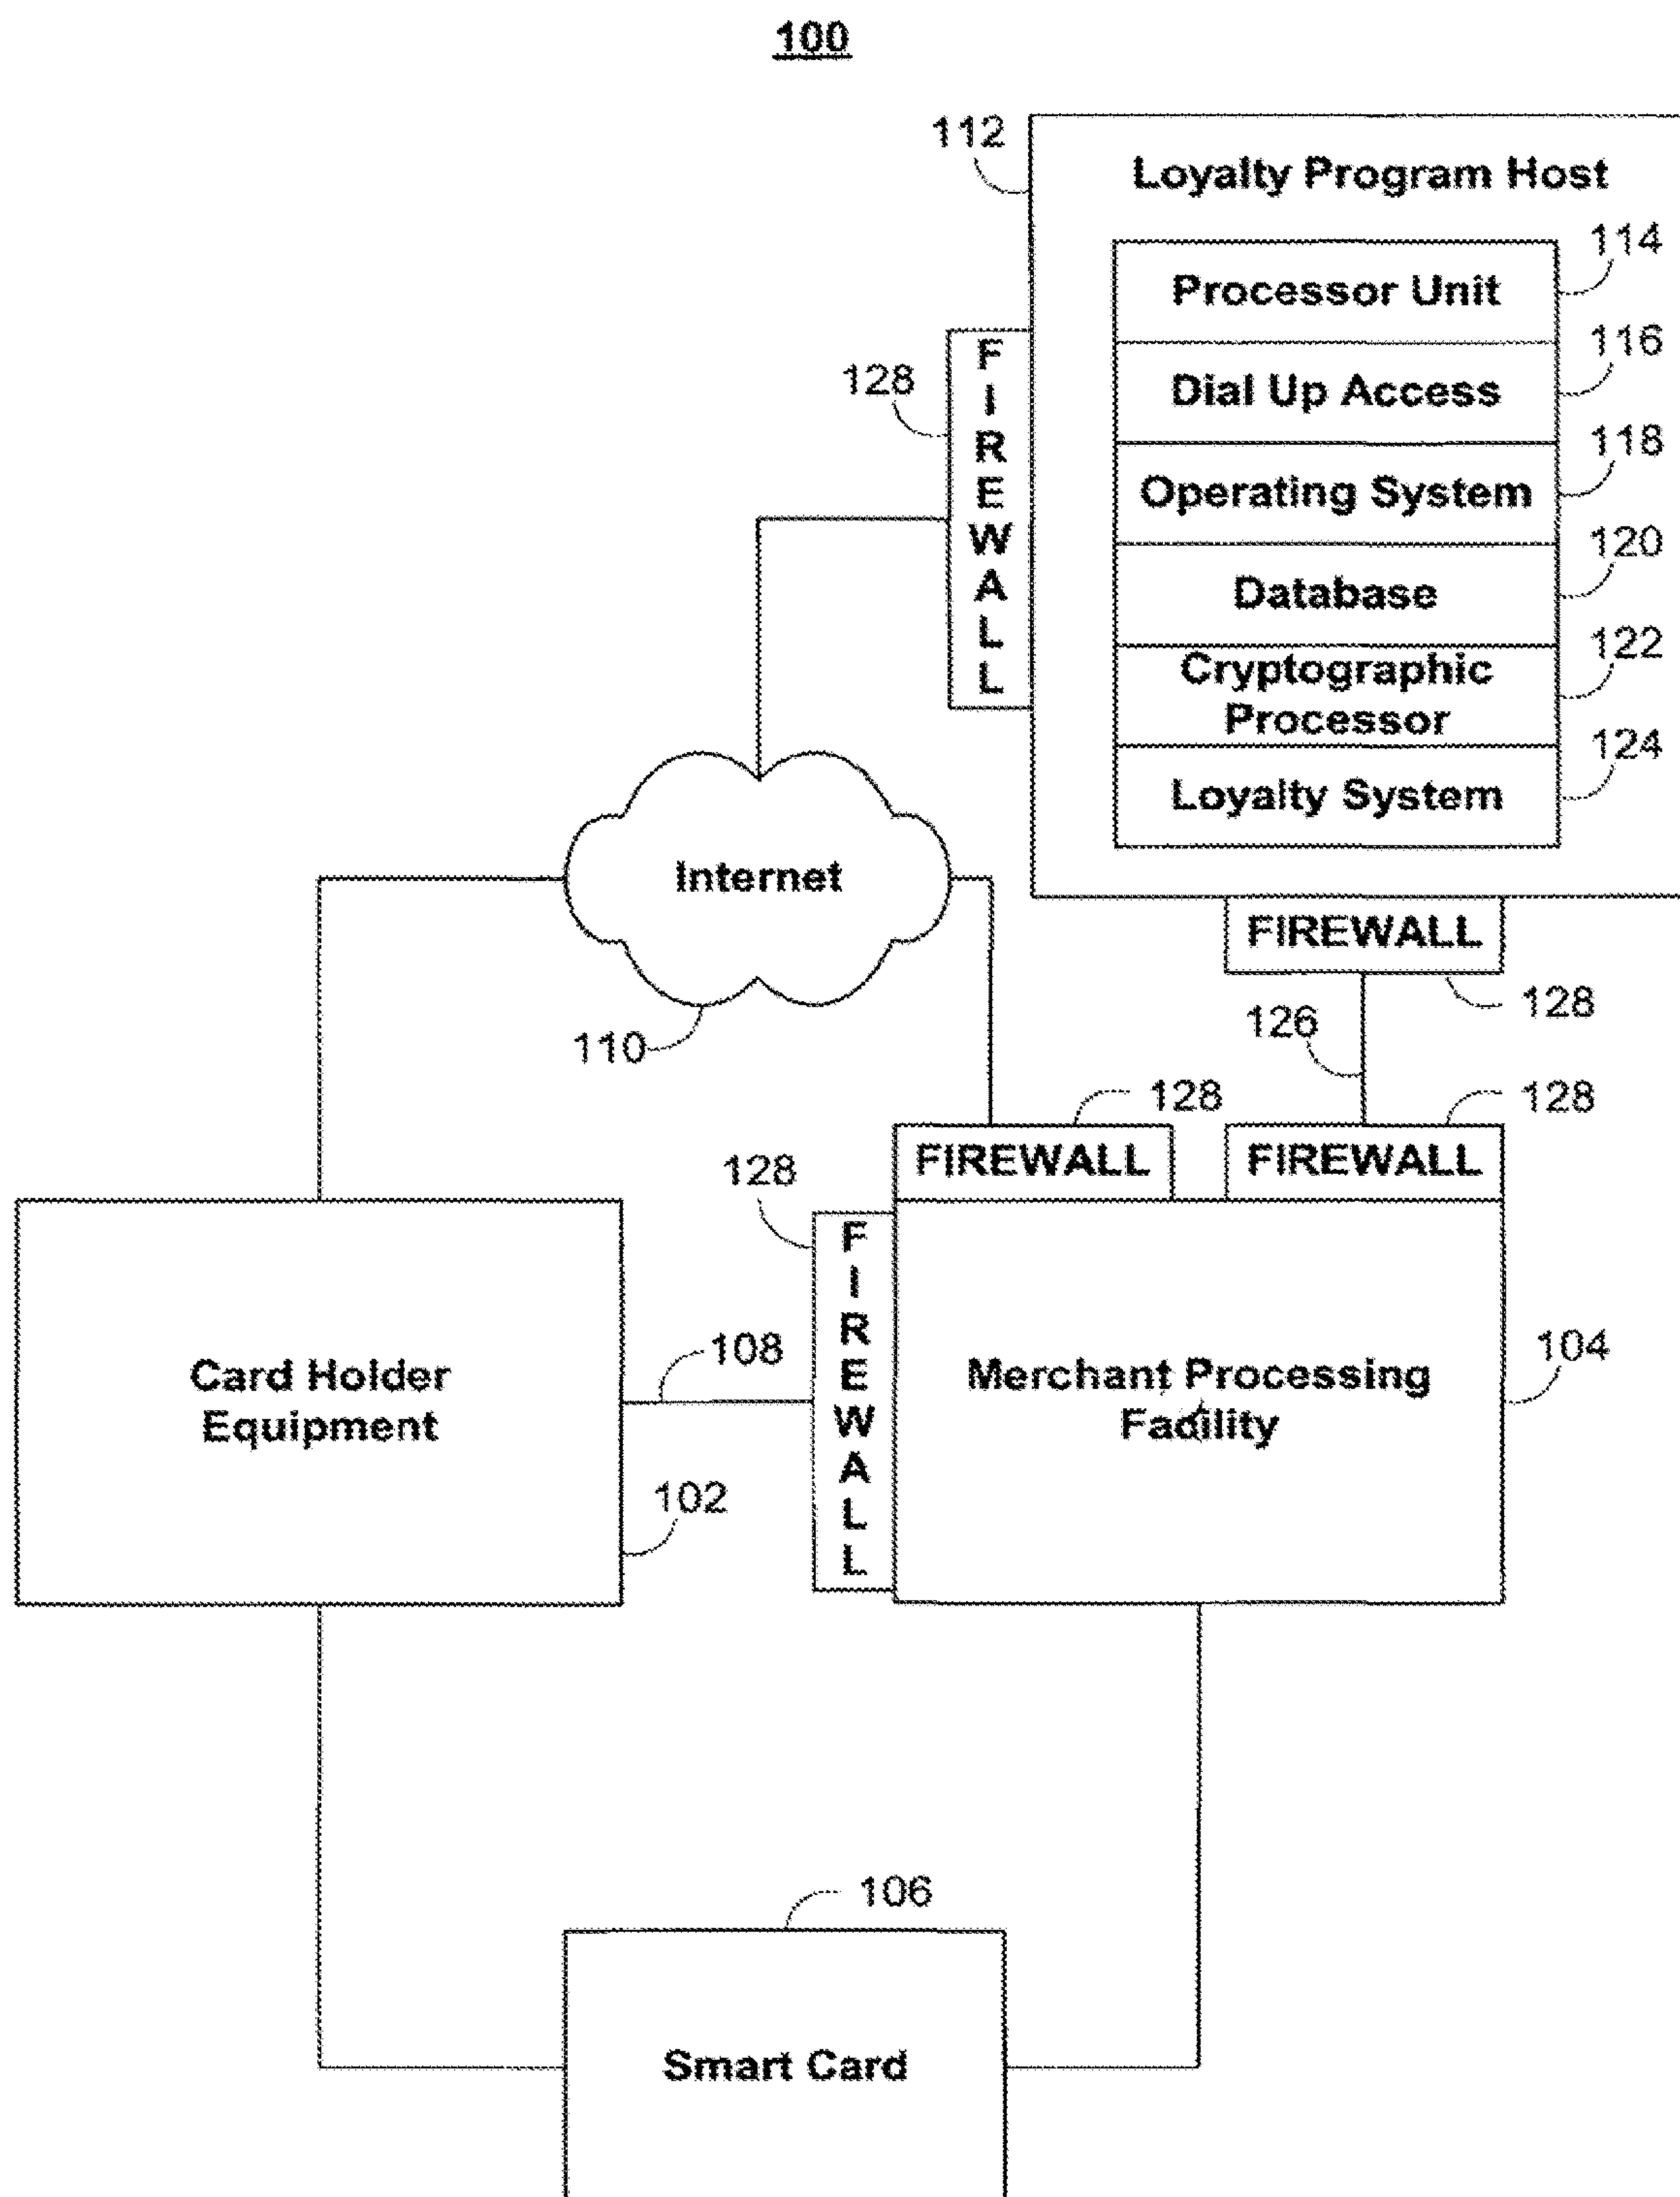 100
112
Loyalty Program Host
114
Processor Unit
116
Dial Up Access
128
FIREWALL
118
Operating System
120
Database
122
Cryptographic
Processor
124
Loyalty System
Internet
110
FIREWALL
128
126
128
FIREWALL
128
FIREWALL
128
FIREWALL
Card Holder
Equipment
108
102
Merchant Processing
Facility
104
106
Smart Card